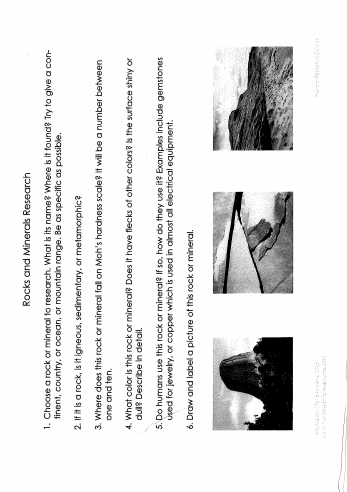 Rocks and Minerals Research
1. Choose a rock or mineral to research. What is its name? Where is it found? Try to give a con-
tinent, country, or ocean, or mountain range. Be as specific as possible.
2. If it is a rock, is it igneous, sedimentary, or metamorphic?
3. Where does this rock or mineral fall on Moh's hardness scale? It will be a number between
one and ten.
4. What color is this rock or mineral? Does it have flecks of other colors? Is the surface shiny or
dull? Describe in detail.
5. Do humans use this rock or mineral? If so, how do they use it? Examples include gemstones
used for jewelry, or copper which is used in almost all electrical equipment.
6. Draw and label a picture of this rock or mineral.